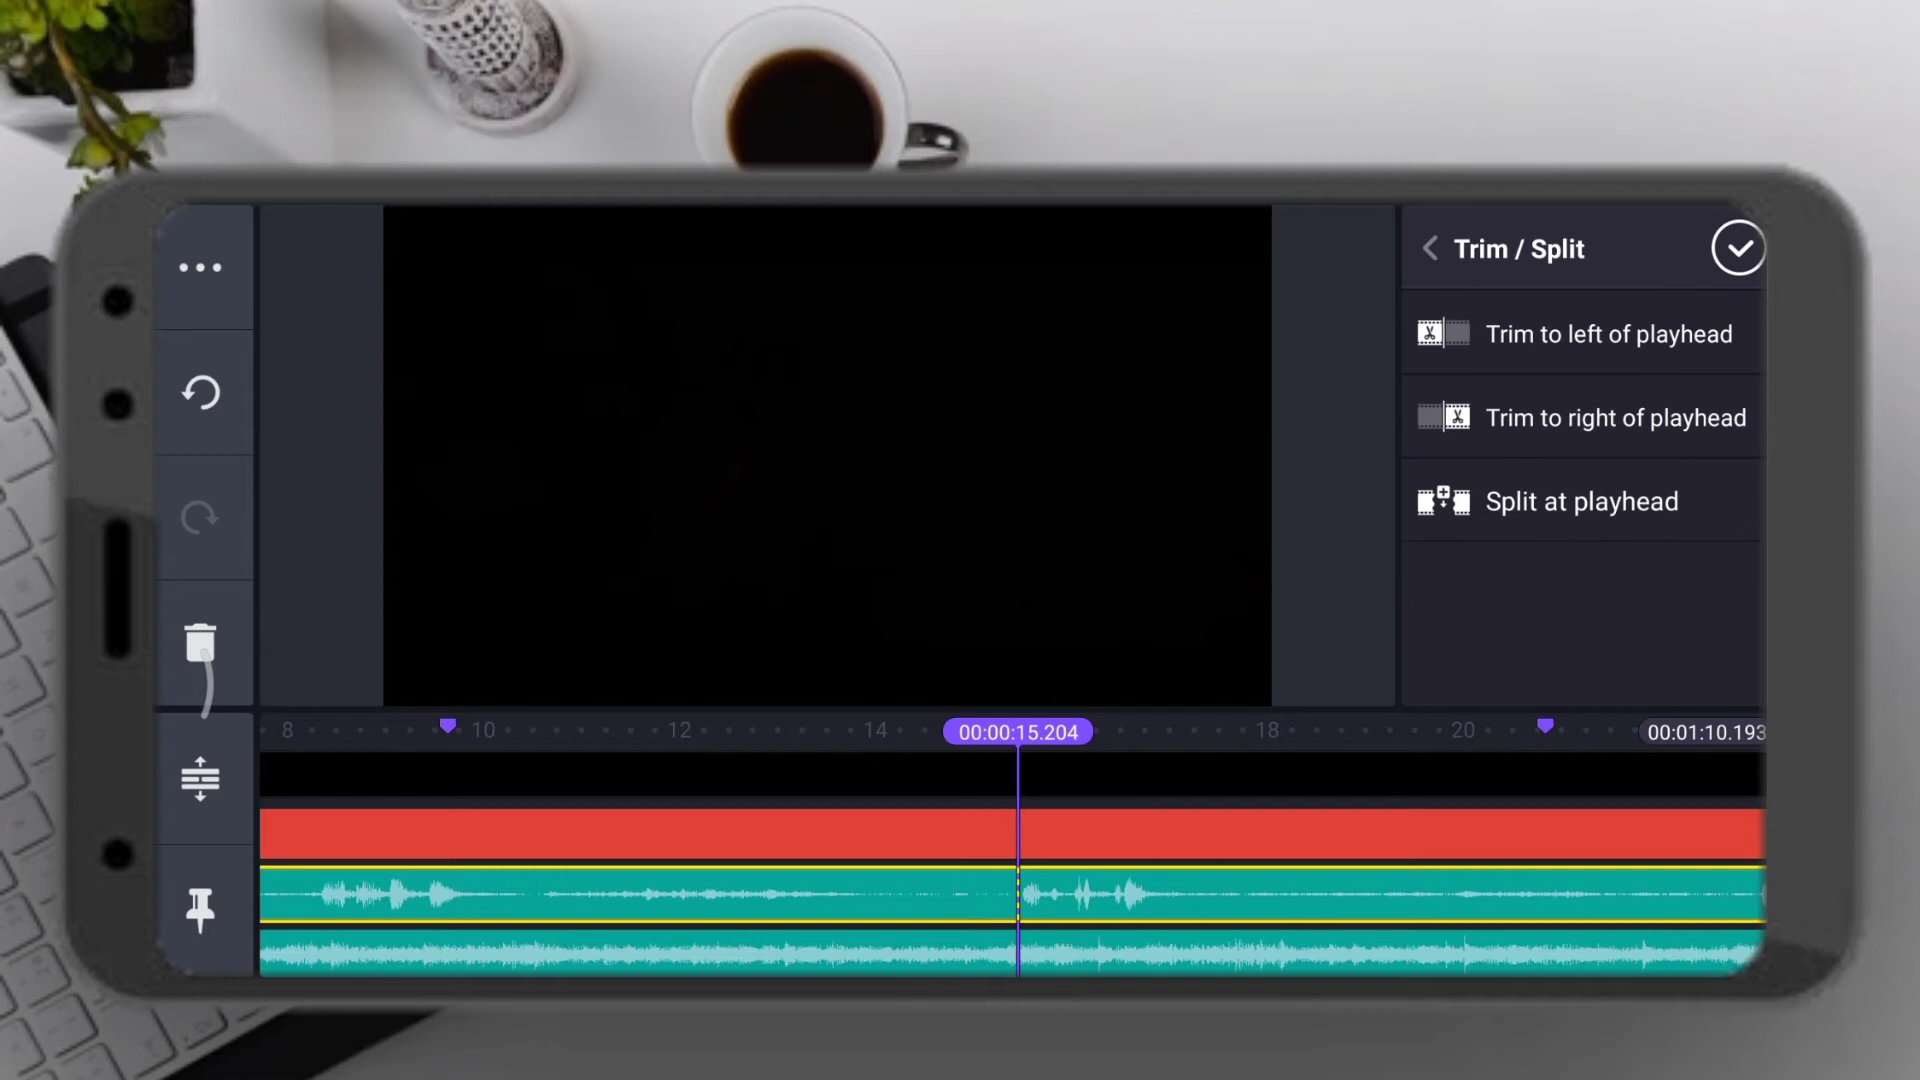 Trim / Split
Trim to left of playhead
Trim to right of playhead
Split at playhead
8 10 12 14 00:00:15.204 18 20 00:01:10.193